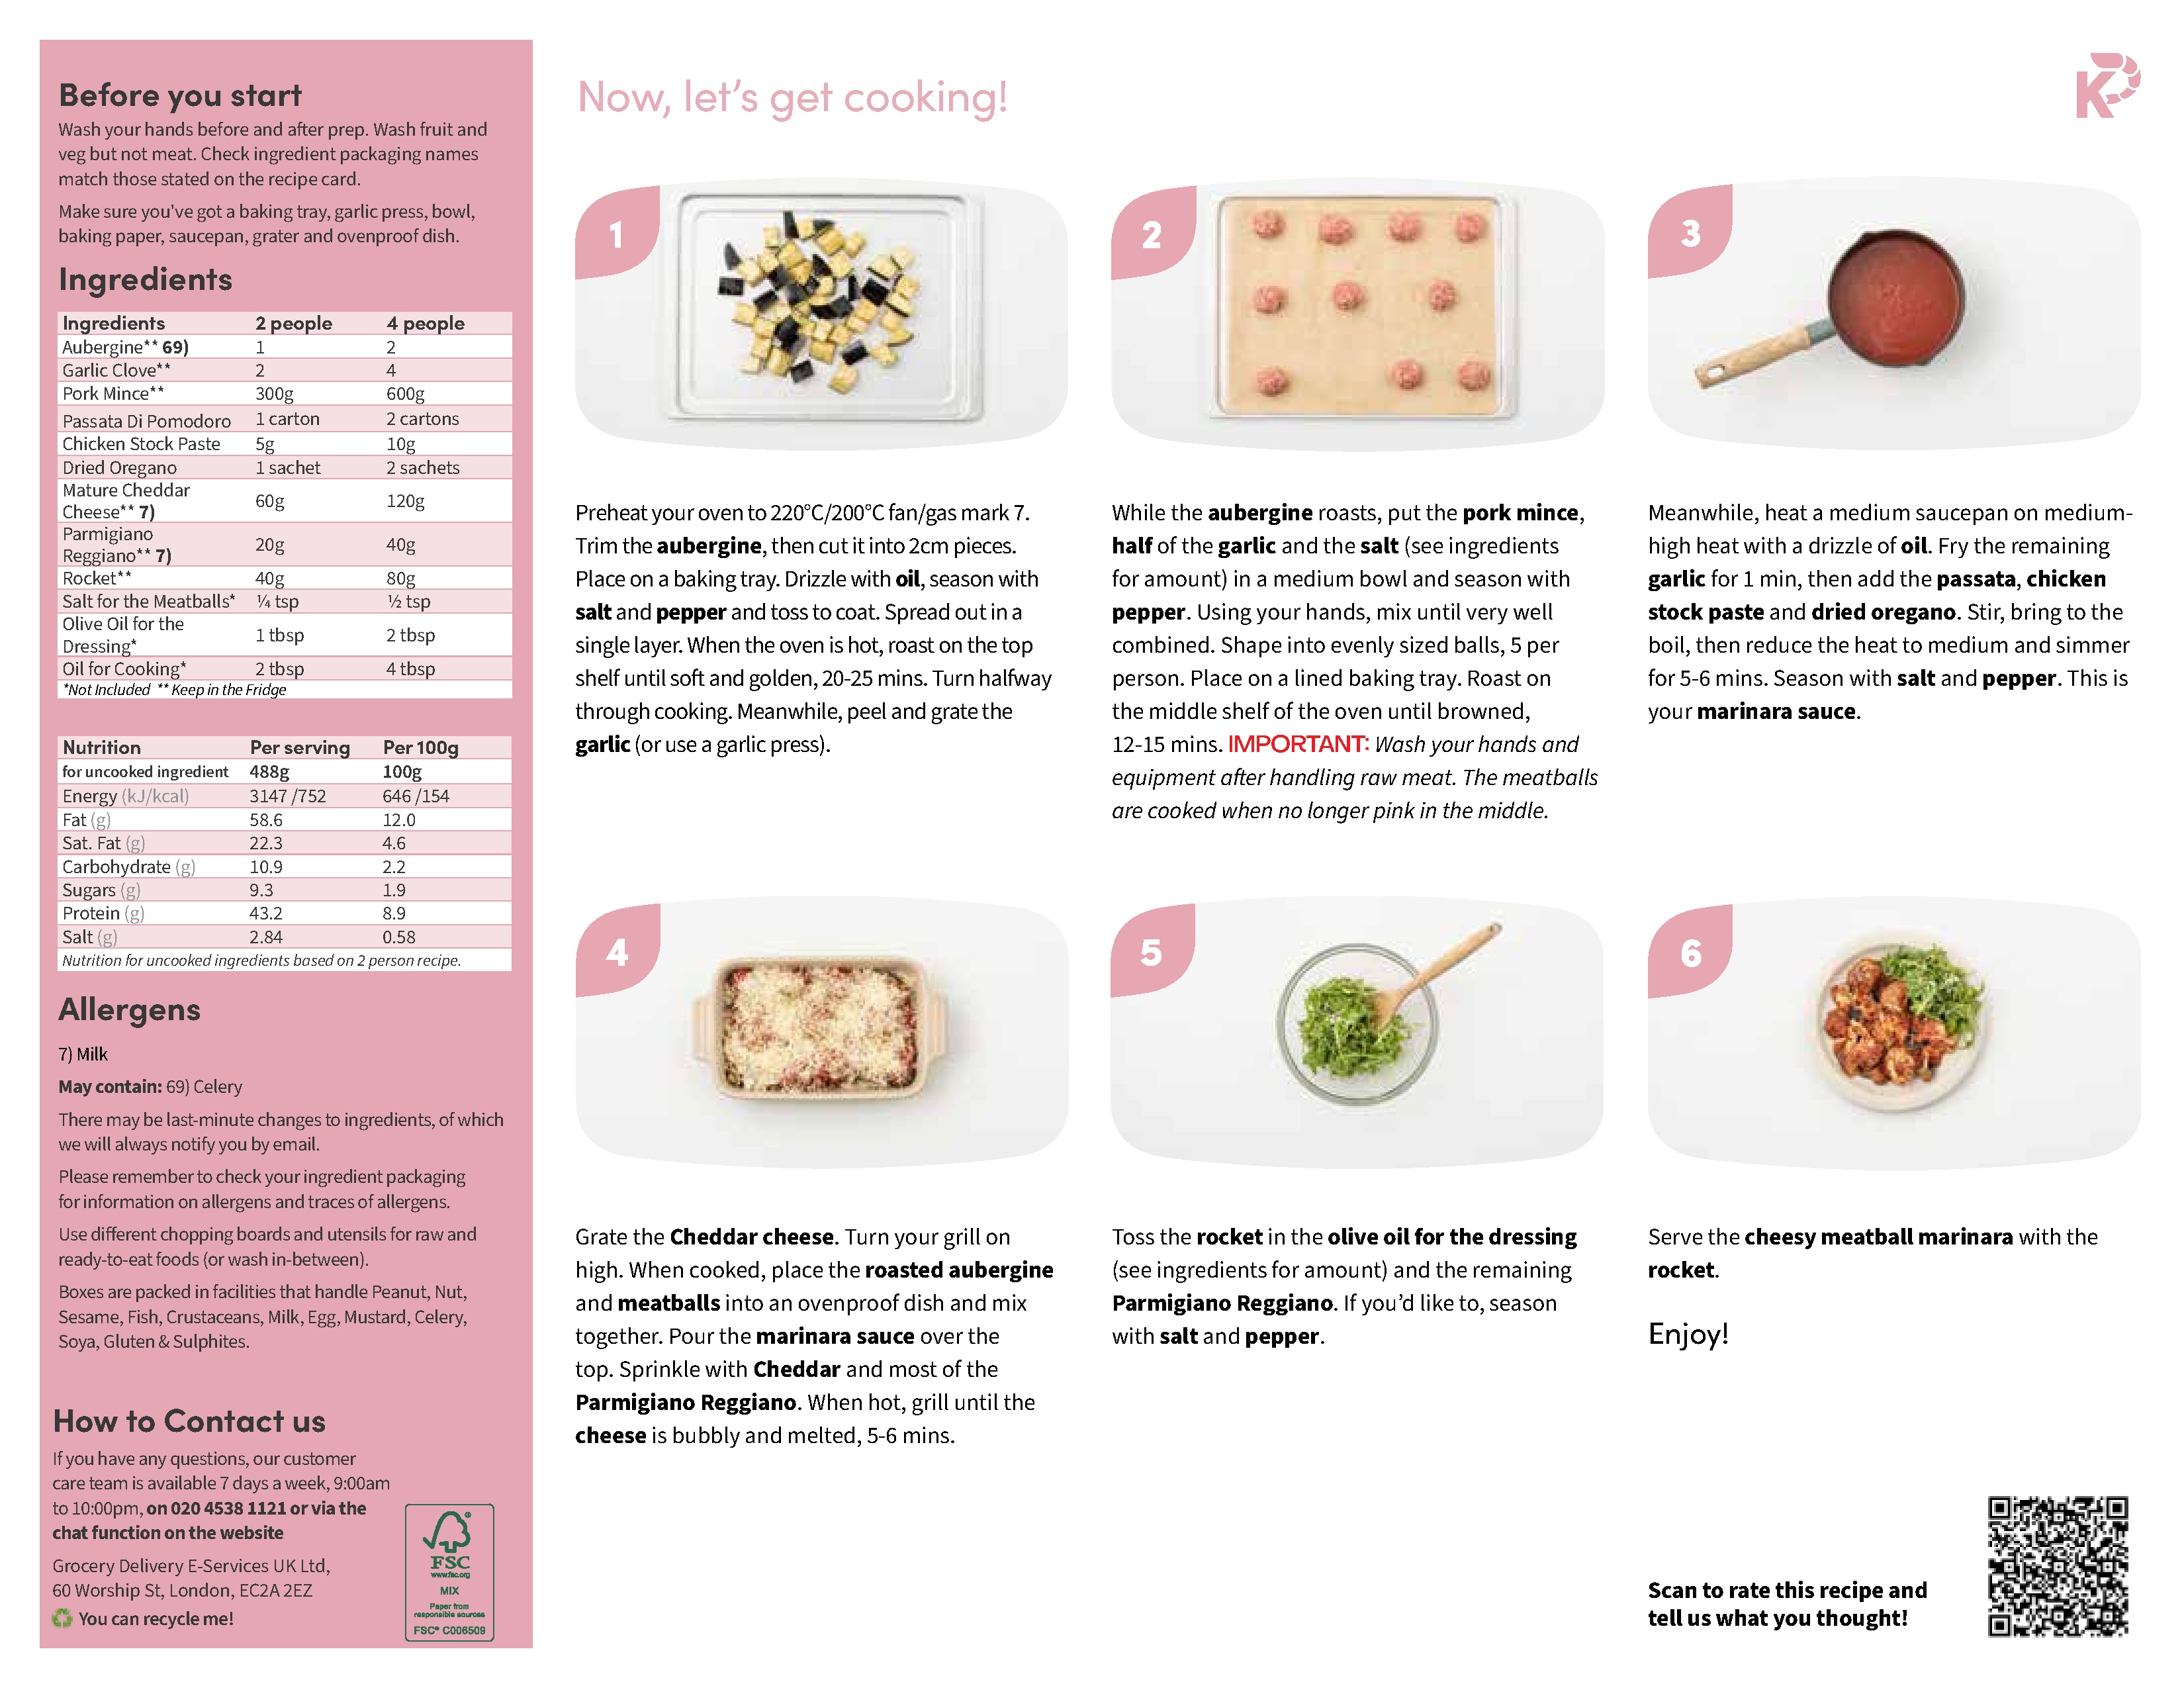 Before you start
Wash your hands before and after prep. Wash fruit and
veg but not meat. Check ingredient packaging names
match those stated on the recipe card.
Make sure you've got a baking tray, garlic press, bowl,
baking paper, saucepan, grater and ovenproof dish.
Ingredients
Ingredients 2 people 4 people
Aubergine** 69) 1 2
Garlic Clove** 2 4
Pork Mince** 300g 600g
Passata Di Pomodoro 1 carton 2 cartons
Chicken Stock Paste 5g 10g
Dried Oregano 1 sachet 2 sachets
Mature Cheddar
Cheese** 7) 60g 120g
Parmigiano
Reggiano** 7) 20g 40g
Rocket** 40g 80g
Salt for the Meatballs* ¼ tsp ½ tsp
Olive Oil for the
Dressing* 1 tbsp 2 tbsp
Oil for Cooking* 2 tbsp 4 tbsp
*Not Included ** Keep in the Fridge
Nutrition Per serving Per 100g
for uncooked ingredient 488g 100g
Energy (kJ/kcal) 3147 /752 646 /154
Fat (g) 58.6 12.0
Sat. Fat (g) 22.3 4.6
Carbohydrate (g) 10.9 2.2
Sugars (g) 9.3 1.9
Protein (g) 43.2 8.9
Salt (g) 2.84 0.58
Nutrition for uncooked ingredients based on 2 person recipe.
Allergens
7) Milk
May contain: 69) Celery
There may be last-minute changes to ingredients, of which
we will always notify you by email.
Please remember to check your ingredient packaging
for information on allergens and traces of allergens.
Use different chopping boards and utensils for raw and
ready-to-eat foods (or wash in-between).
Boxes are packed in facilities that handle Peanut, Nut,
Sesame, Fish, Crustaceans, Milk, Egg, Mustard, Celery,
Soya, Gluten & Sulphites.
How to Contact us
If you have any questions, our customer
care team is available 7 days a week, 9:00am
to 10:00pm, on 020 4538 1121 or via the
chat function on the website
Grocery Delivery E-Services UK Ltd,
60 Worship St, London, EC2A 2EZ
You can recycle me!
FSC
www.fsc.org
MIX
Paper from
responsible sources
FSC® C006509
Now, let's get cooking!
K
1
Preheat your oven to 220°C/200°C fan/gas mark 7.
Trim the aubergine, then cut it into 2cm pieces.
Place on a baking tray. Drizzle with oil, season with
salt and pepper and toss to coat. Spread out in a
single layer. When the oven is hot, roast on the top
shelf until soft and golden, 20-25 mins. Turn halfway
through cooking. Meanwhile, peel and grate the
garlic (or use a garlic press).
2
While the aubergine roasts, put the pork mince,
half of the garlic and the salt (see ingredients
for amount) in a medium bowl and season with
pepper. Using your hands, mix until very well
combined. Shape into evenly sized balls, 5 per
person. Place on a lined baking tray. Roast on
the middle shelf of the oven until browned,
12-15 mins. IMPORTANT: Wash your hands and
equipment after handling raw meat. The meatballs
are cooked when no longer pink in the middle.
3
Meanwhile, heat a medium saucepan on medium-
high heat with a drizzle of oil. Fry the remaining
garlic for 1 min, then add the passata, chicken
stock paste and dried oregano. Stir, bring to the
boil, then reduce the heat to medium and simmer
for 5-6 mins. Season with salt and pepper. This is
your marinara sauce.
4
Grate the Cheddar cheese. Turn your grill on
high. When cooked, place the roasted aubergine
and meatballs into an ovenproof dish and mix
together. Pour the marinara sauce over the
top. Sprinkle with Cheddar and most of the
Parmigiano Reggiano. When hot, grill until the
cheese is bubbly and melted, 5-6 mins.
5
Toss the rocket in the olive oil for the dressing
(see ingredients for amount) and the remaining
Parmigiano Reggiano. If you'd like to, season
with salt and pepper.
6
Serve the cheesy meatball marinara with the
rocket.
Enjoy!
Scan to rate this recipe and
tell us what you thought!